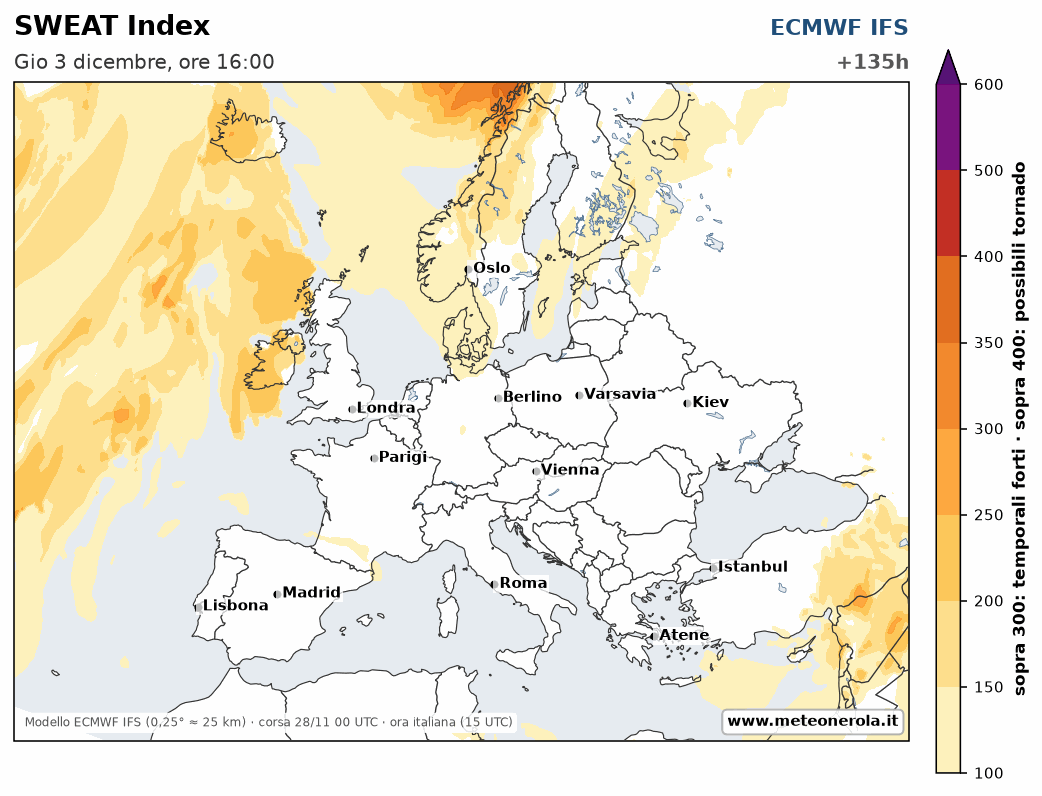 SWEAT Index
ECMWF IFS
Gio 3 dicembre, ore 16:00
+135h
600
500
400
350
300
250
200
150
100
sopra 300: temporali forti · sopra 400: possibili tornado
Oslo
Berlino
Varsavia
Kiev
Londra
Parigi
Vienna
Istanbul
Roma
Madrid
Lisbona
Atene
Modello ECMWF IFS (0,25° ≈ 25 km) · corsa 28/11 00 UTC · ora italiana (15 UTC)
www.meteonerola.it